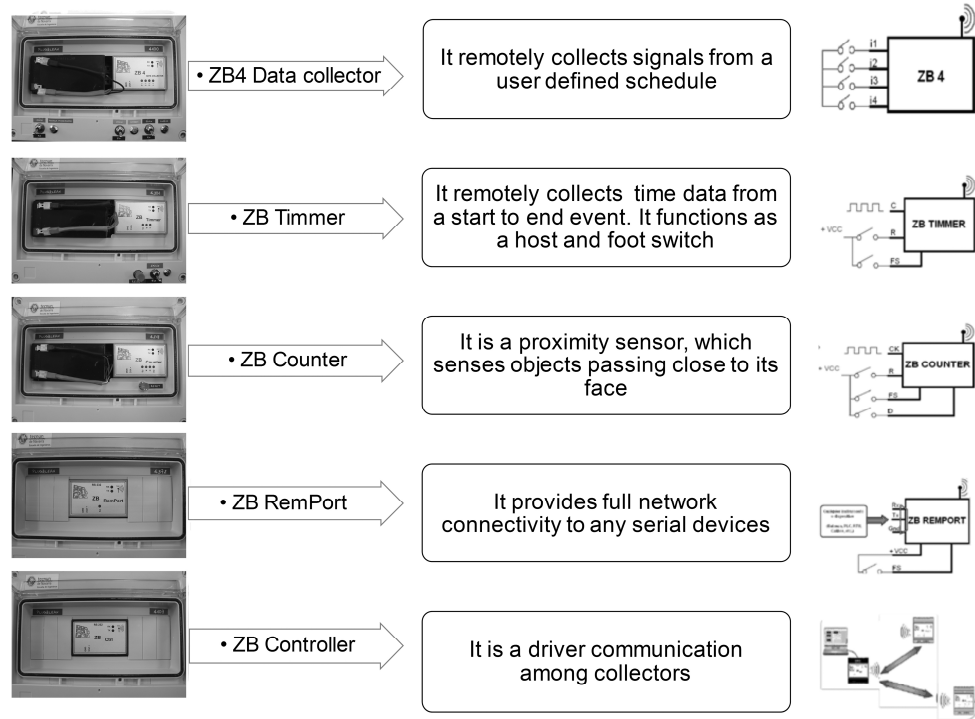 • ZB4 Data collector
It remotely collects signals from a
user defined schedule
i1
i2
i3
i4
ZB 4
• ZB Timmer
It remotely collects time data from
a start to end event. It functions as
a host and foot switch
C
+ VCC
R
FS
ZB TIMMER
• ZB Counter
It is a proximity sensor, which
senses objects passing close to its
face
CK
+ VCC
R
FS
D
ZB COUNTER
• ZB RemPort
It provides full network
connectivity to any serial devices
Tx
Gnd
+ VCC
FS
ZB REMPORT
• ZB Controller
It is a driver communication
among collectors